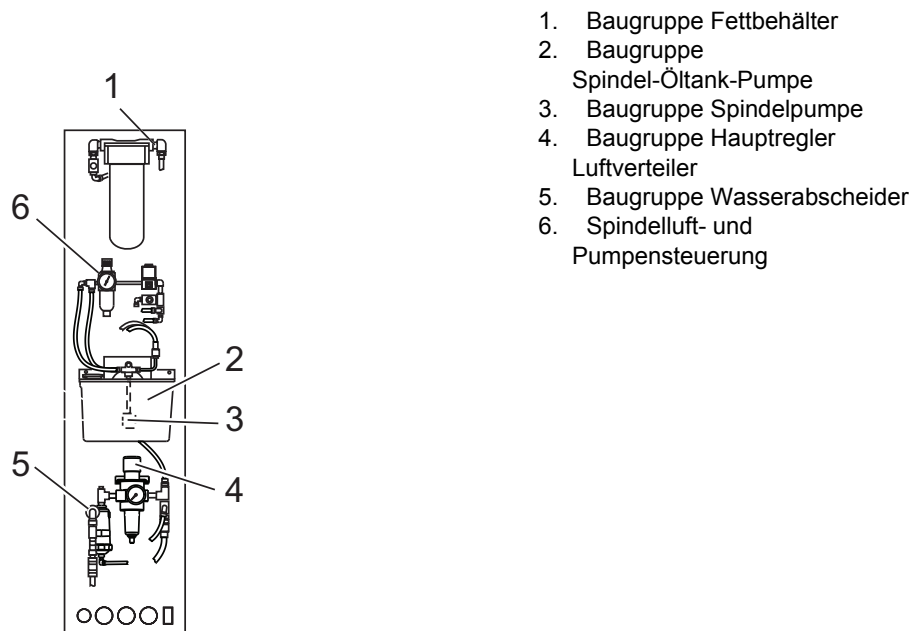 1. Baugruppe Fettbehälter
2. Baugruppe
Spindel-Öltank-Pumpe
3. Baugruppe Spindelpumpe
4. Baugruppe Hauptregler
Luftverteiler
5. Baugruppe Wasserabscheider
6. Spindelluft- und
Pumpensteuerung
1
6
2
3
5
4